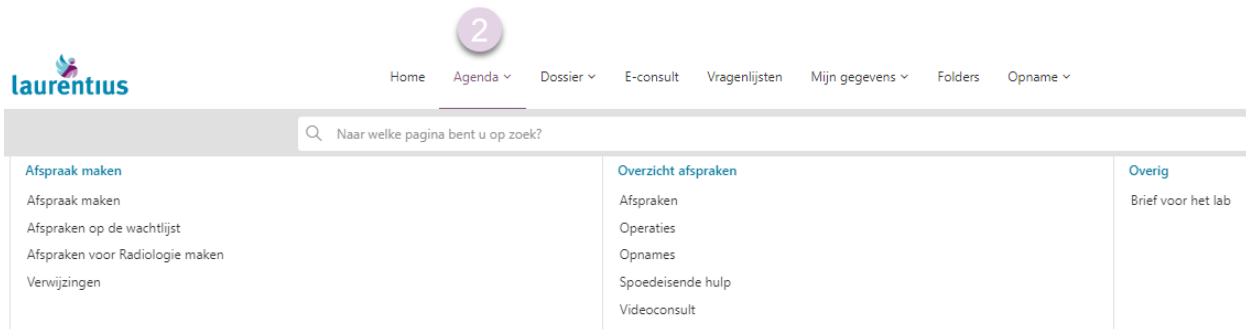 2
laurentius
Home Agenda Dossier E-consult Vragenlijsten Mijn gegevens Folders Opname
Naar welke pagina bent u op zoek?
Afspraak maken
Afspraak maken
Afspraken op de wachtlijst
Afspraken voor Radiologie maken
Verwijzingen
Overzicht afspraken
Afspraken
Operaties
Opnames
Spoedeisende hulp
Videoconsult
Overig
Brief voor het lab